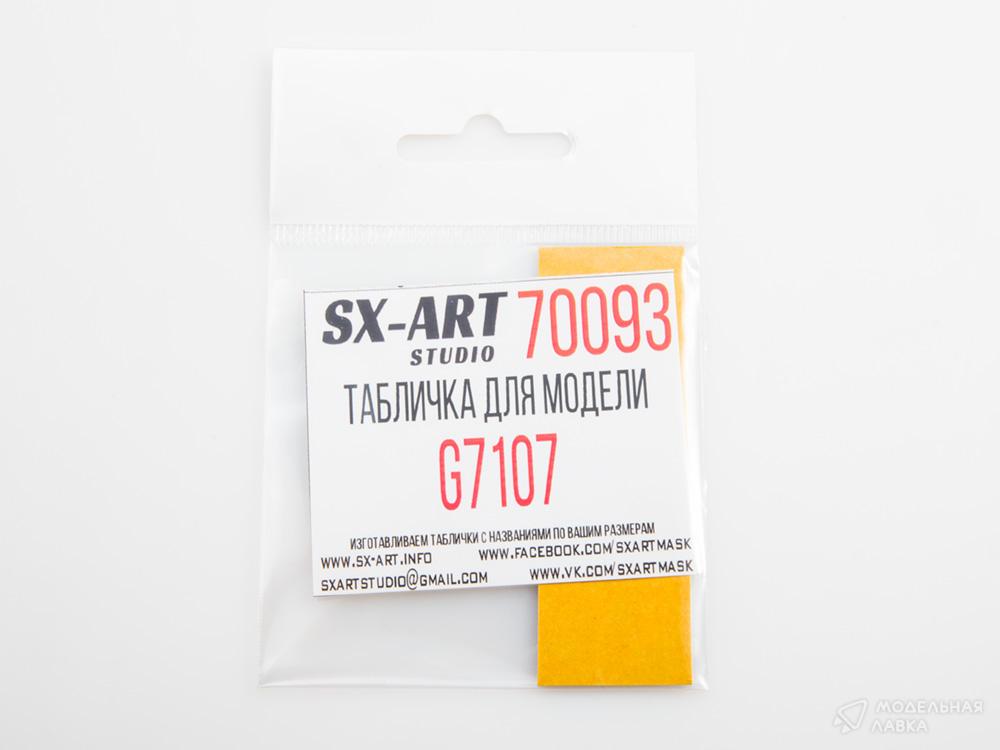 SX-ART 70093
STUDIO
ТАБЛИЧКА ДЛЯ МОДЕЛИ
G7107
ИЗГОТАВЛИВАЕМ ТАБЛИЧКИ С НАЗВАНИЯМИ ПО ВАШИМ РАЗМЕРАМ
WWW.SX-ART.INFO WWW.FACEBOOK.COM/SXARTMASK
SXARTSTUDIO@GMAIL.COM WWW.VK.COM/SXARTMASK
МОДЕЛЬНАЯ
ЛАВКА